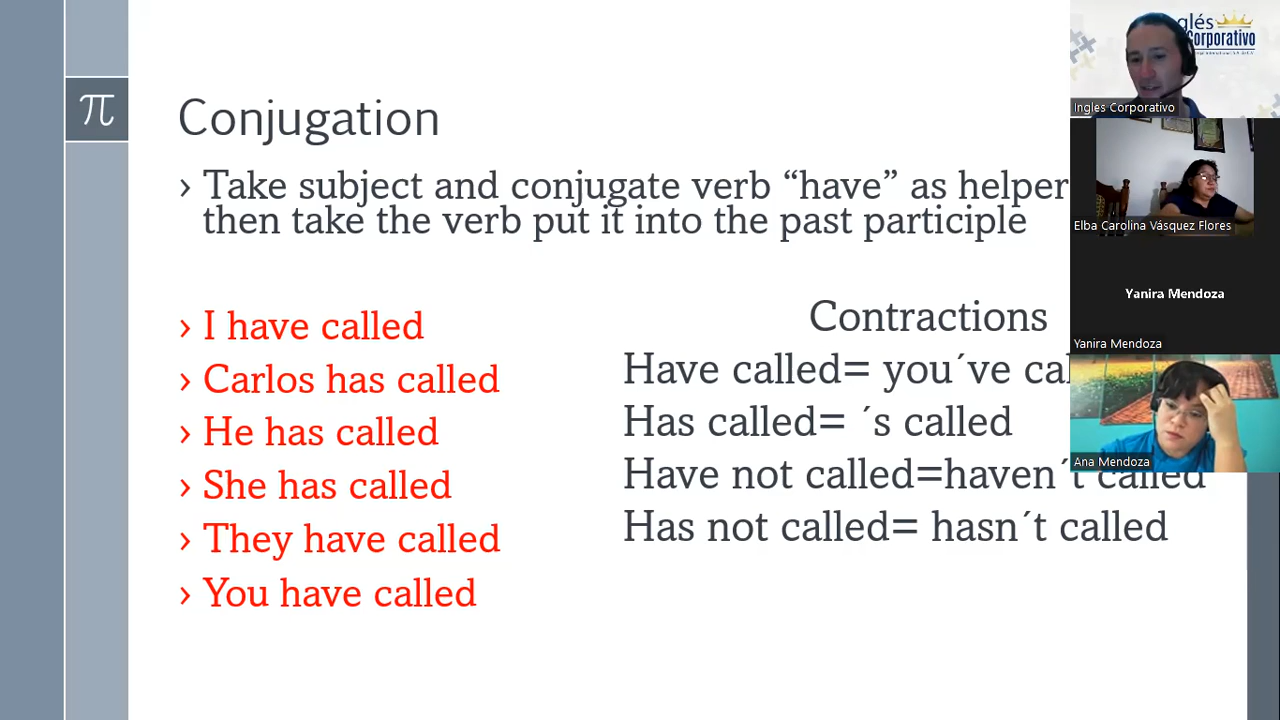 π
Conjugation
› Take subject and conjugate verb “have” as helper
then take the verb put it into the past participle
› I have called
› Carlos has called
› He has called
› She has called
› They have called
› You have called
Contractions
Have called= you´ve
Has called= ´s called
Have not called=haven´t called
Has not called= hasn´t called
glés
Corporativo
Ingles Corporativo
Elba Carolina Vásquez Flores
Yanira Mendoza
Yanira Mendoza
Ana Mendoza